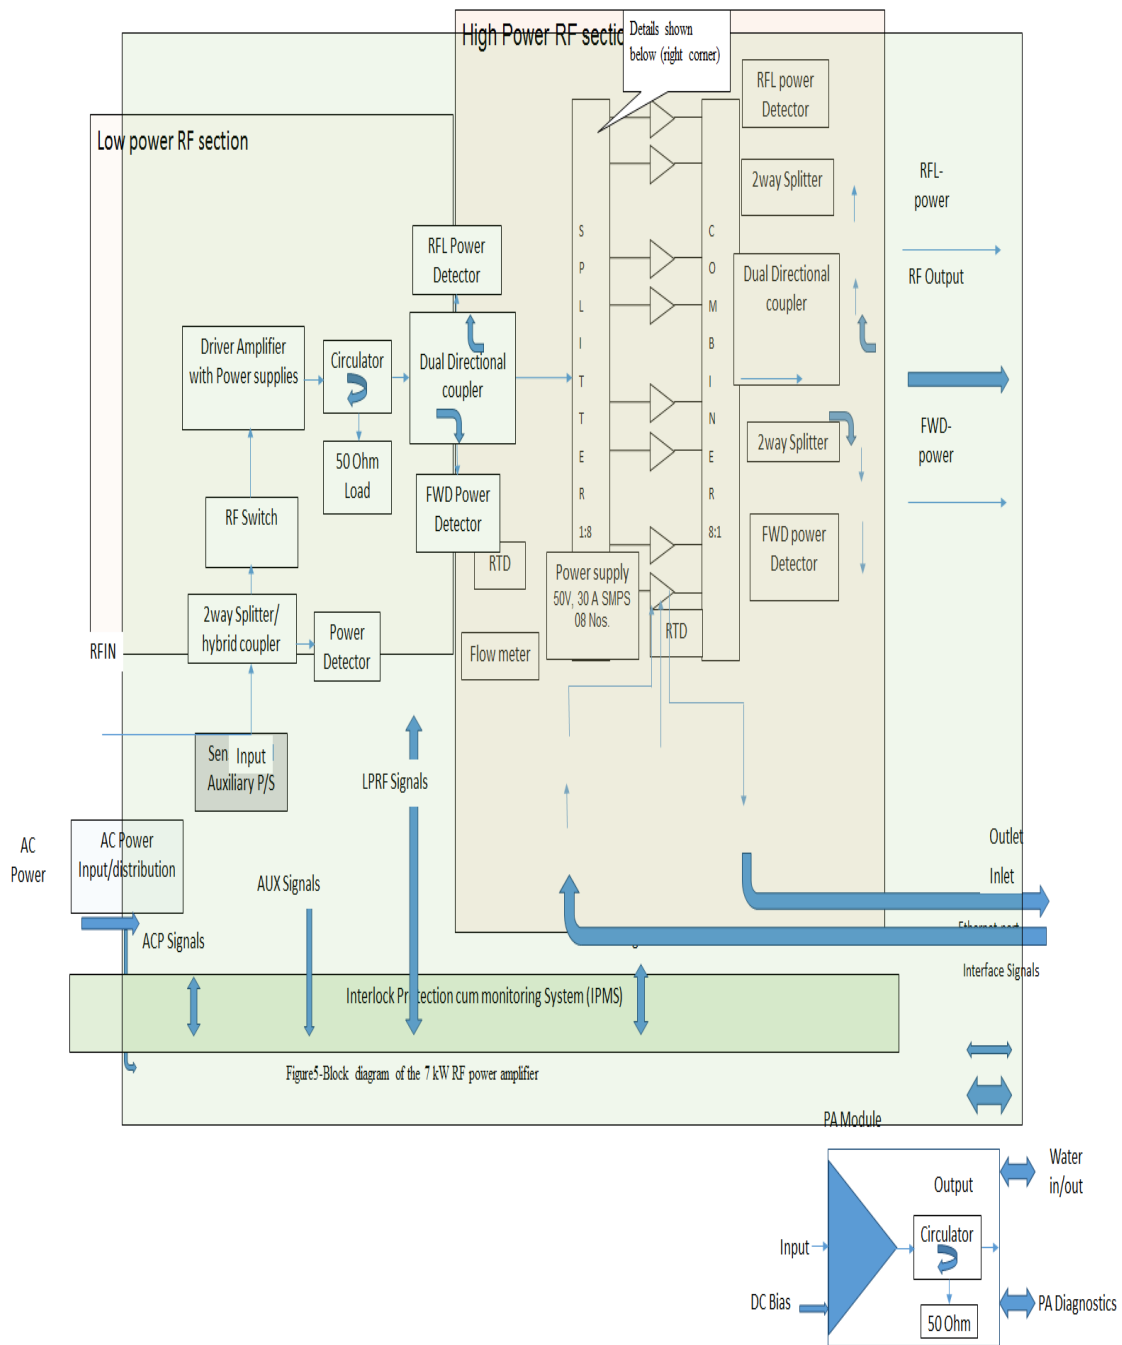 High Power RF sectio
Details shown
below (right corner)
RFL power
Detector
Low power RF section
2way Splitter
RFL-
power
RFL Power
Detector
S
P
L
I
T
T
E
R
1:8
C
O
M
B
I
N
E
R
8:1
Dual Directional
coupler
RF Output
Driver Amplifier
with Power supplies
Circulator
Dual Directional
coupler
2way Splitter
FWD-
power
50 Ohm
Load
FWD Power
Detector
RF Switch
FWD power
Detector
RTD
Power supply
50V, 30 A SMPS
08 Nos.
2way Splitter/
hybrid coupler
Power
Detector
RTD
RFIN
Flow meter
Sen
Input
Auxiliary P/S
LPRF Signals
AC
Power
AC Power
Input/distribution
Outlet
AUX Signals
Inlet
ACP Signals
Interface Signals
Interlock Protection cum monitoring System (IPMS)
Figure5-Block diagram of the 7 kW RF power amplifier
PA Module
Water
in/out
Output
Circulator
Input
DC Bias
PA Diagnostics
50 Ohm